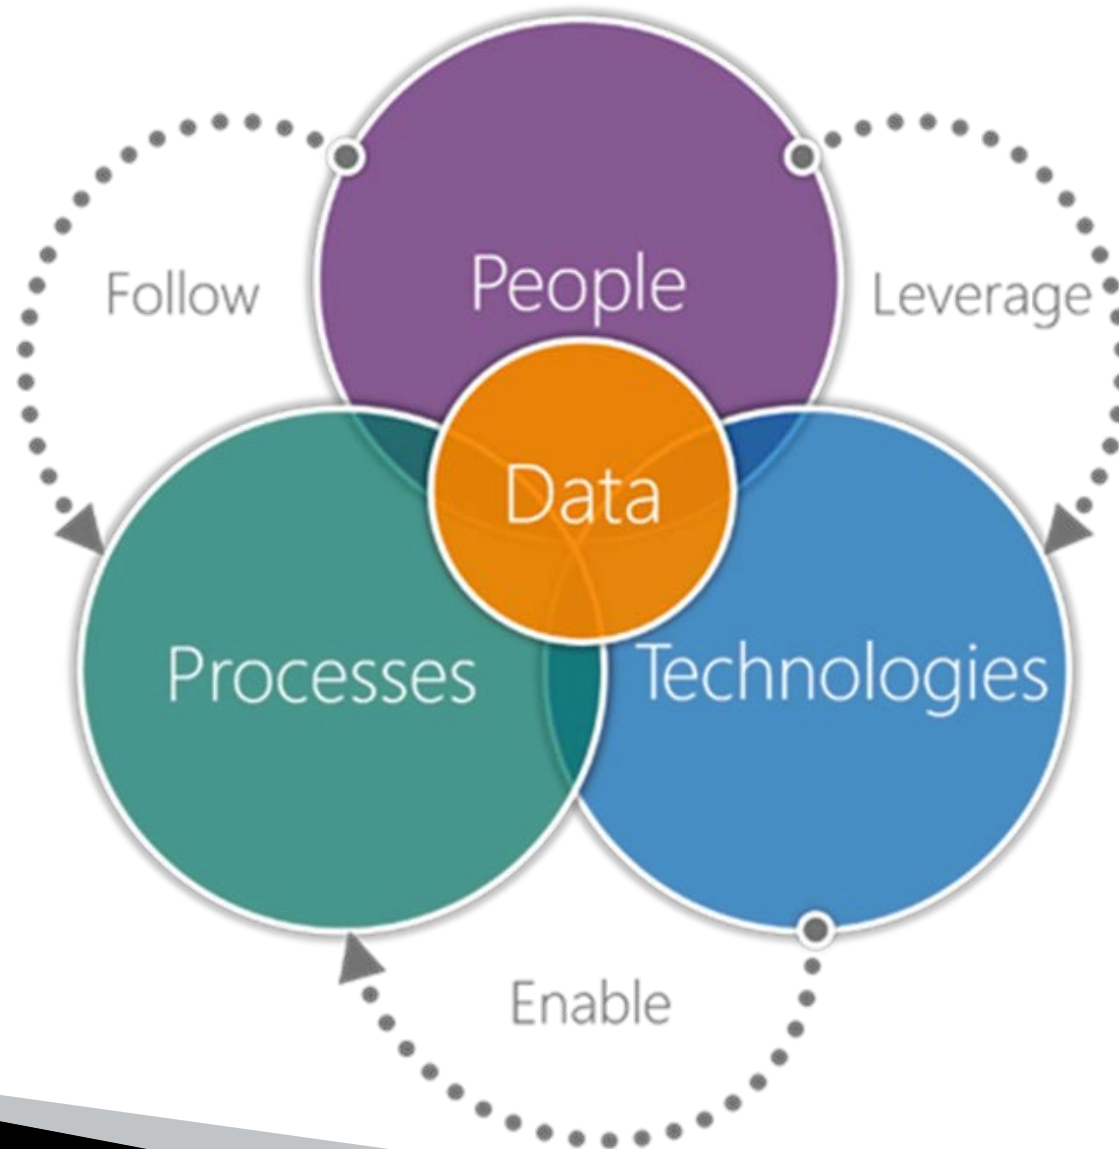 People
Follow
Leverage
Data
Processes
Technologies
Enable